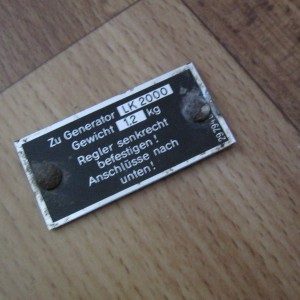 Zu Generator LK 2000
Gewicht 1,2 kg
Regler senkrecht
befestigen!
Anschlüsse nach
unten!